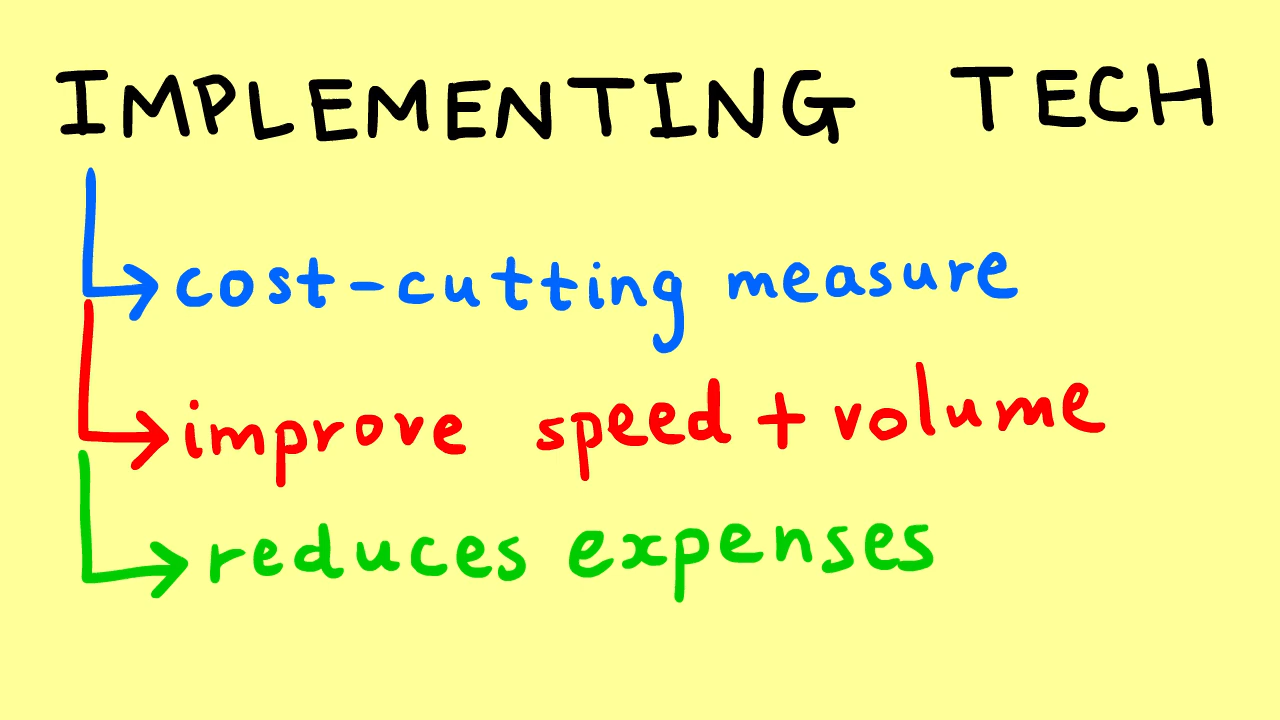 IMPLEMENTING TECH
cost-cutting measure
improve speed + volume
reduces expenses